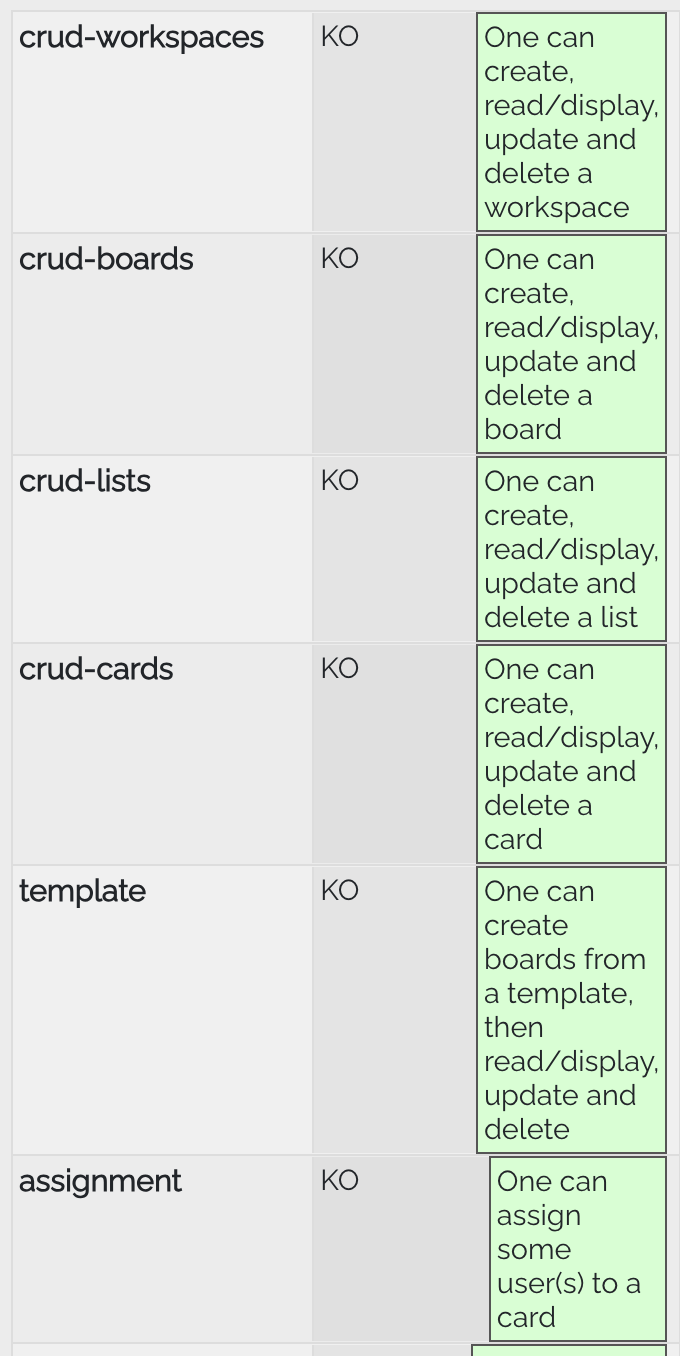 crud-workspaces
KO
One can
create,
read/display,
update and
delete a
workspace
crud-boards
KO
One can
create,
read/display,
update and
delete a
board
crud-lists
KO
One can
create,
read/display,
update and
delete a list
crud-cards
KO
One can
create,
read/display,
update and
delete a
card
template
KO
One can
create
boards from
a template,
then
read/display,
update and
delete
assignment
KO
One can
assign
some
user(s) to a
card